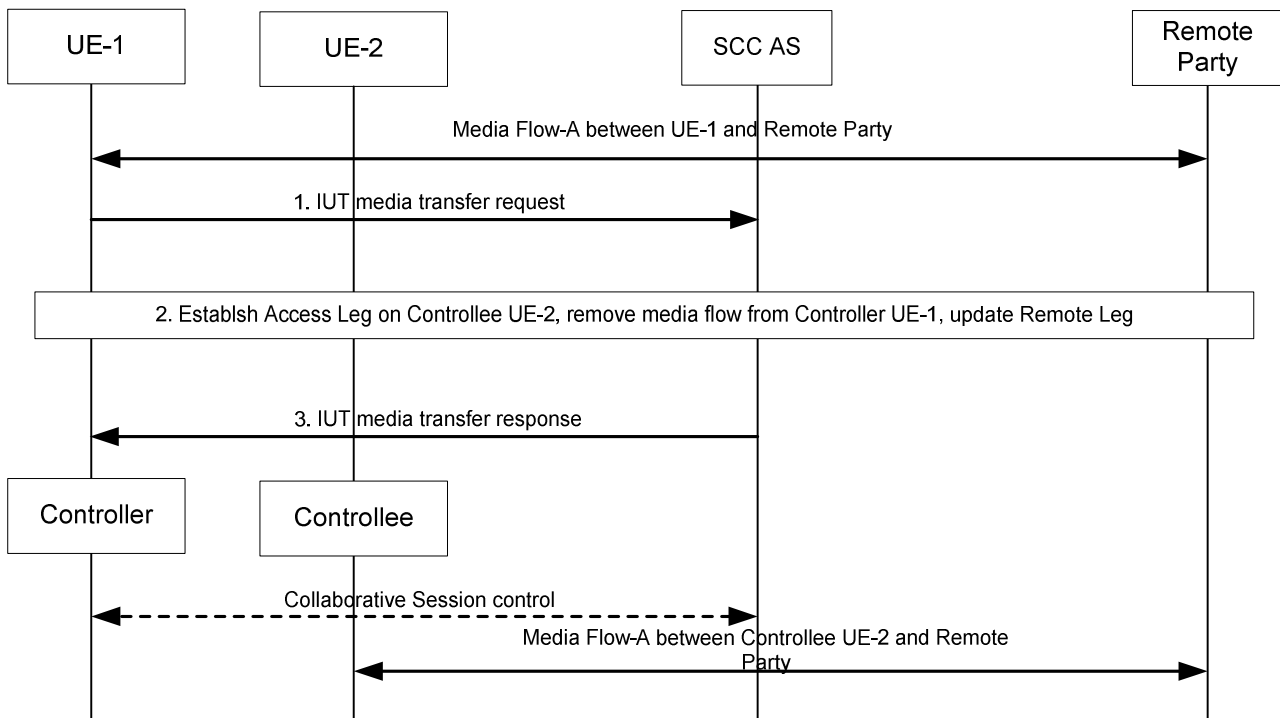 UE-1
UE-2
SCC AS
Remote
Party
Media Flow-A between UE-1 and Remote Party
1. IUT media transfer request
2. Establsh Access Leg on Controllee UE-2, remove media flow from Controller UE-1, update Remote Leg
3. IUT media transfer response
Controller
Controllee
Collaborative Session control
Media Flow-A between Controllee UE-2 and Remote
Party